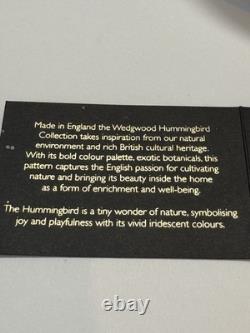 Made in England the Wedgwood Hummingbird
Collection takes inspiration from our natural
environment and rich British cultural heritage.
With its bold colour palette, exotic botanicals, this
pattern captures the English passion for cultivating
nature and bringing its beauty inside the home
as a form of enrichment and well-being.
The Hummingbird is a tiny wonder of nature, symbolising
joy and playfulness with its vivid iridescent colours.
© ebay.com